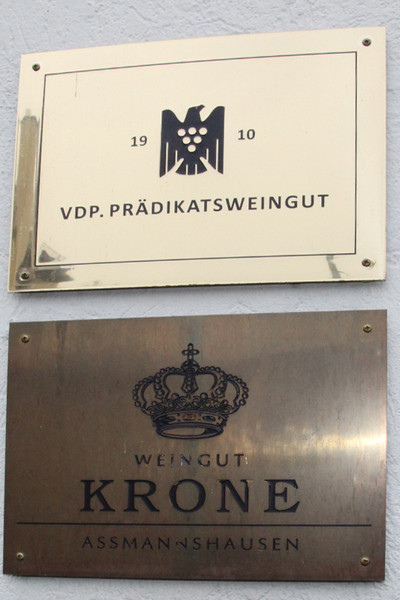 19 10
VDP. PRÄDIKATSWEINGUT
WEINGUT
KRONE
ASSMANNSHAUSEN